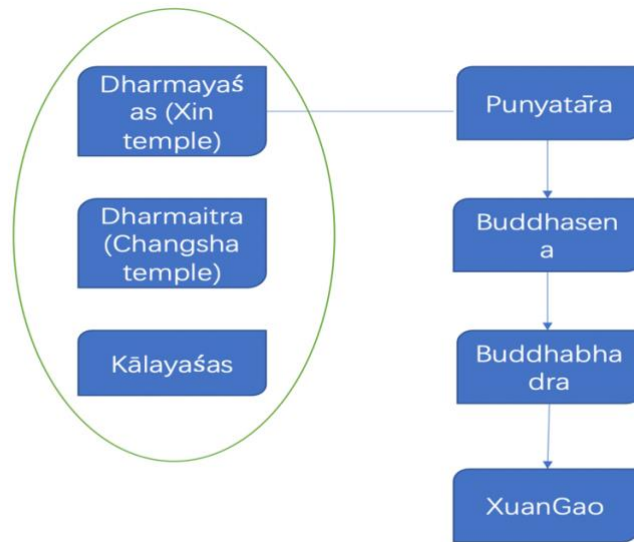 Dharmayaś
as (Xin
temple)
Punyatāra
Dharmaitra
(Changsha
temple)
Buddhasen
a
Kālayaśas
Buddhabha
dra
XuanGao